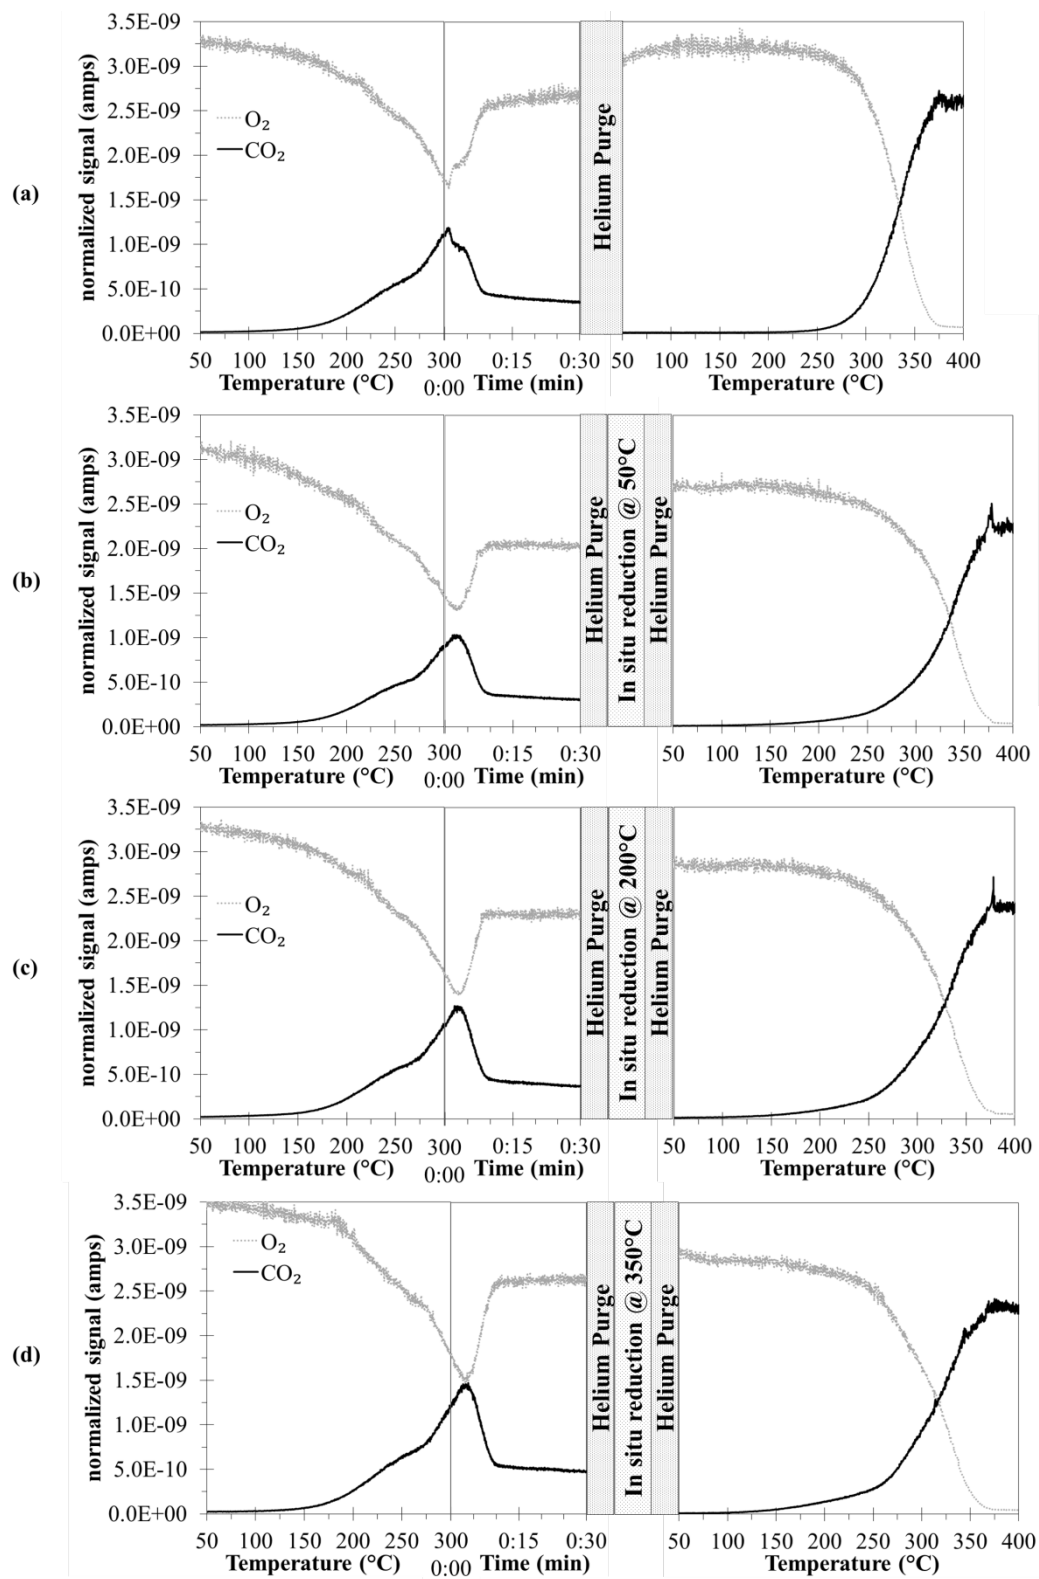 (a)
normalized signal (amps)
3.5E-09
3.0E-09
2.5E-09
2.0E-09
1.5E-09
1.0E-09
5.0E-10
0.0E+00
O₂
CO₂
50 100 150 200 250 300 0:15 0:30
Temperature (°C) 0:00 Time (min)
Helium Purge
50 100 150 200 250 300 350 400
Temperature (°C)
(b)
normalized signal (amps)
3.5E-09
3.0E-09
2.5E-09
2.0E-09
1.5E-09
1.0E-09
5.0E-10
0.0E+00
O₂
CO₂
50 100 150 200 250 300 0:15 0:30
Temperature (°C) 0:00 Time (min)
Helium Purge
In situ reduction @ 50°C
Helium Purge
50 100 150 200 250 300 350 400
Temperature (°C)
(c)
normalized signal (amps)
3.5E-09
3.0E-09
2.5E-09
2.0E-09
1.5E-09
1.0E-09
5.0E-10
0.0E+00
O₂
CO₂
50 100 150 200 250 300 0:15 0:30
Temperature (°C) 0:00 Time (min)
Helium Purge
In situ reduction @ 200°C
Helium Purge
50 100 150 200 250 300 350 400
Temperature (°C)
(d)
normalized signal (amps)
3.5E-09
3.0E-09
2.5E-09
2.0E-09
1.5E-09
1.0E-09
5.0E-10
0.0E+00
O₂
CO₂
50 100 150 200 250 300 0:15 0:30
Temperature (°C) 0:00 Time (min)
Helium Purge
In situ reduction @ 350°C
Helium Purge
50 100 150 200 250 300 350 400
Temperature (°C)